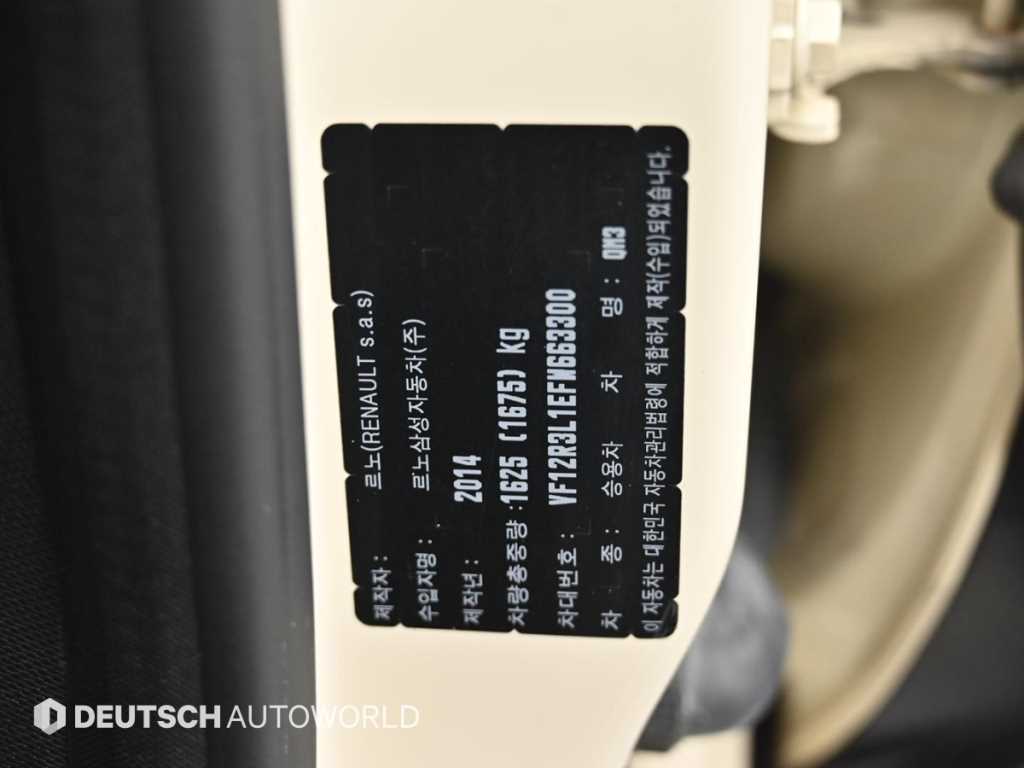 제작자 : 르노(RENAULT s.a.s)
수입자명 : 르노삼성자동차(주)
제작년 : 2014
차량총중량 :1625 (1675) kg
차대번호 : VF12R3L1EFW663300
차 종 : 승용차 차 명 : QM3
이 자동차는 대한민국 자동차관리법령에 적합하게 제작(수입)되었습니다.
DEUTSCH AUTOWORLD